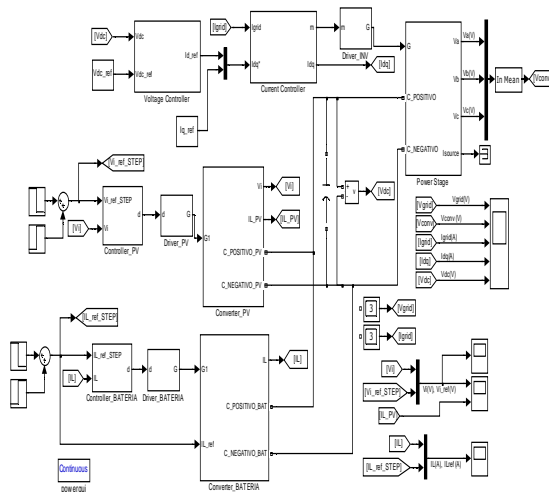 [Vdc]
Vdc
Id_ref
Vdc_ref
Vdc_ref
Voltage Controller
Iq_ref
[Igrid]
Igrid
m
Idq*
Idq
Current Controller
m
G
Driver_INV
[Idq]
G
Va
Va(V)
Vb
Vb(V)
Vc
Vc(V)
C_POSITIVO
C_NEGATIVO
Isource
Power Stage
In Mean
[Vconv]
[Vi_ref_STEP]
Vi_ref_STEP
d
[Vi]
Vi
Controller_PV
d
G
Driver_PV
G1
Vi
[Vi]
IL_PV
[IL_PV]
C_POSITIVO_PV
C_NEGATIVO_PV
Converter_PV
+
-
v
[Vdc]
[Vgrid]
Vgrid(V)
[Vconv]
Vconv (V)
[Igrid]
Igrid(A)
[Idq]
Idq(A)
[Vdc]
Vdc(V)
3
[Vgrid]
3
[Igrid]
[IL_ref_STEP]
IL_ref_STEP
d
[IL]
IL
Controller_BATERIA
d
G
Driver_BATERIA
G1
IL
[IL]
C_POSITIVO_BAT
IL_ref
C_NEGATIVO_BAT
Converter_BATERIA
[Vi]
[Vi_ref_STEP]
Vi(V), Vi_ref(V)
[IL_PV]
[IL]
[IL_ref_STEP]
IL(A), ILref (A)
Continuous
powergui